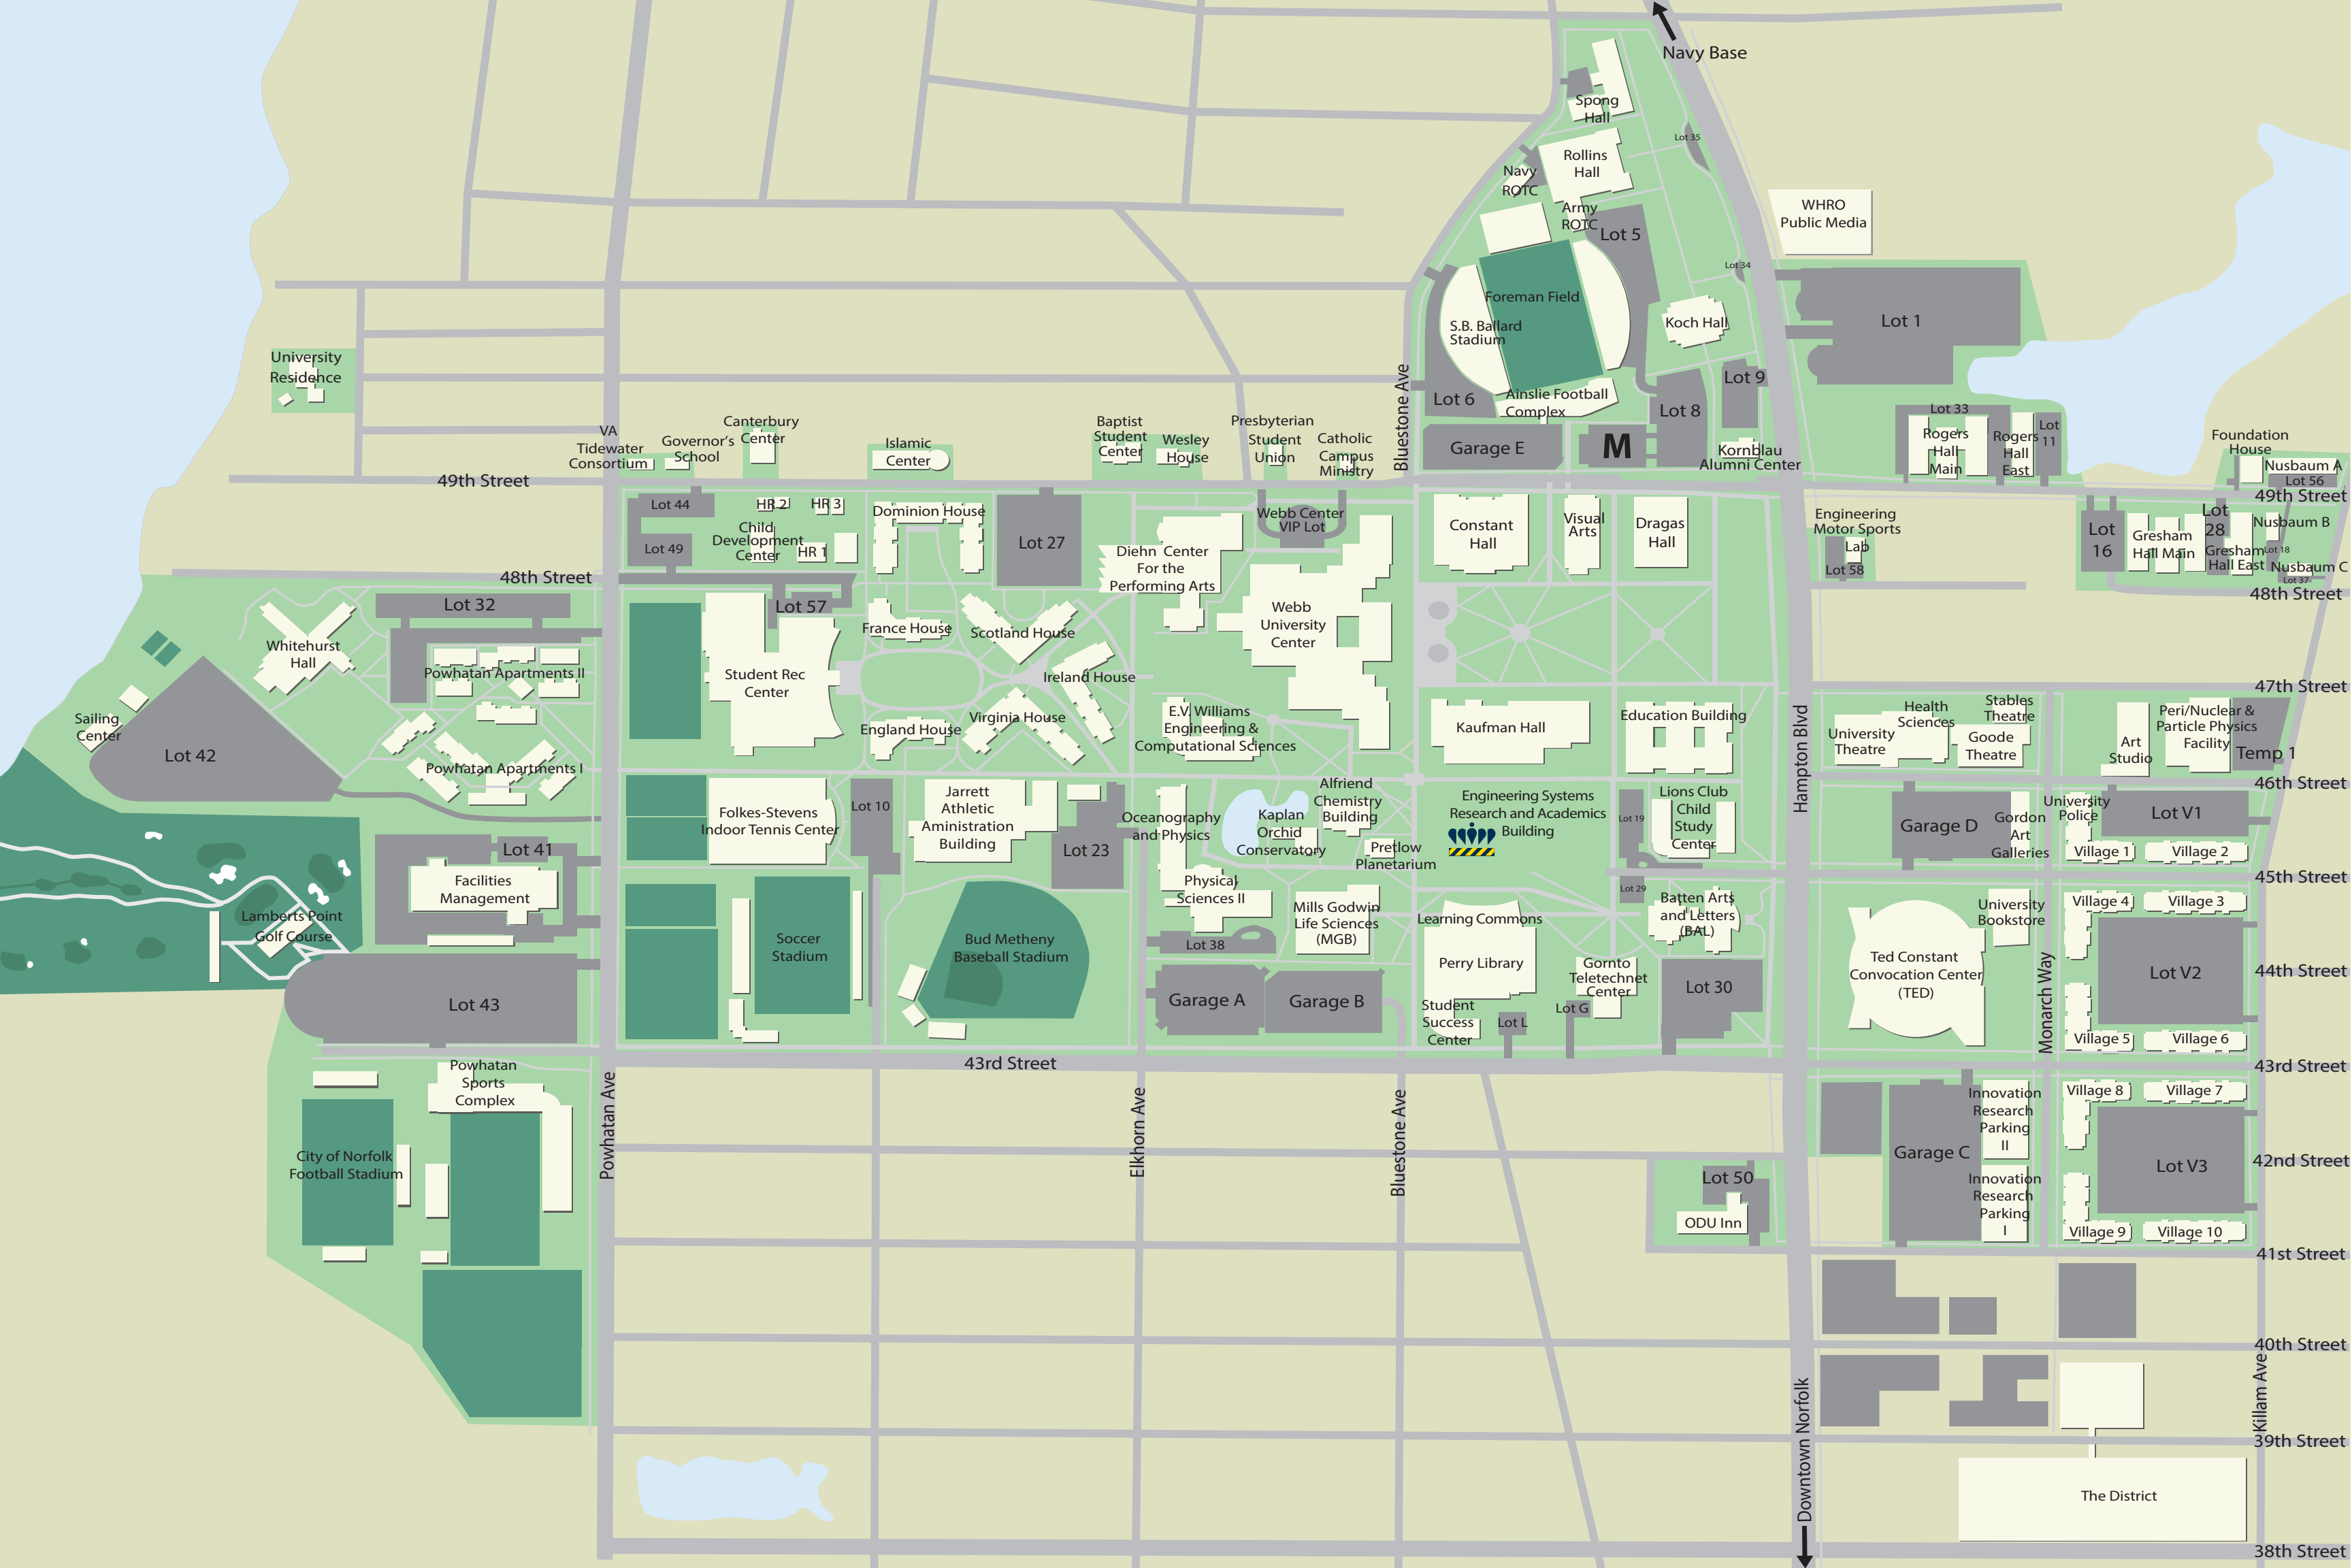 Navy Base
Spong
Hall
Lot 35
Rollins
Hall
Navy
ROTC
Army
ROTC
Lot 5
WHRO
Public Media
Lot 34
Foreman Field
S.B. Ballard
Stadium
Koch Hall
Lot 1
University
Residence
Bluestone Ave
Lot 6
Ainslie Football
Complex
Lot 9
Lot 8
Garage E
M
Kornblau
Alumni Center
Lot 33
Rogers
Hall
Main
Rogers
Hall
East
Lot
11
Foundation
House
Nusbaum A
Lot 56
49th Street
VA
Tidewater
Consortium
Governor's
School
Canterbury
Center
Islamic
Center
Baptist
Student
Center
Wesley
House
Presbyterian
Student
Union
Catholic
Campus
Ministry
49th Street
Lot 44
Lot 49
HR 2
HR 3
Child
Development
Center
HR 1
Dominion House
Lot 27
Diehn Center
For the
Performing Arts
Webb Center
VIP Lot
Constant
Hall
Visual
Arts
Dragas
Hall
Engineering
Motor Sports
Lab
Lot 58
Lot
16
Gresham
Hall Main
Lot
28
Gresham
Hall East
Nusbaum B
Lot 18
Nusbaum C
Lot 37
48th Street
48th Street
Lot 32
Lot 57
Whitehurst
Hall
Powhatan Apartments II
Student Rec
Center
France House
Scotland House
Ireland House
Webb
University
Center
England House
Virginia House
E.V. Williams
Engineering &
Computational Sciences
Kaufman Hall
Education Building
Hampton Blvd
47th Street
Health
Sciences
University
Theatre
Stables
Theatre
Goode
Theatre
Art
Studio
Peri/Nuclear &
Particle Physics
Facility
Temp 1
46th Street
Sailing
Center
Lot 42
Powhatan Apartments I
Folkes-Stevens
Indoor Tennis Center
Lot 10
Jarrett
Athletic
Aministration
Building
Lot 23
Oceanography
and Physics
Kaplan
Orchid
Conservatory
Alfriend
Chemistry
Building
Pretlow
Planetarium
Engineering Systems
Research and Academics
Building
Lot 19
Lions Club
Child
Study
Center
Garage D
Gordon
Art
Galleries
University
Police
Lot V1
Village 1
Village 2
45th Street
Lot 41
Facilities
Management
Lamberts Point
Golf Course
Lot 43
Soccer
Stadium
Bud Metheny
Baseball Stadium
Physical
Sciences II
Lot 38
Mills Godwin
Life Sciences
(MGB)
Garage A
Garage B
Learning Commons
Perry Library
Student
Success
Center
Lot L
Lot G
Gornto
Teletechnet
Center
Lot 29
Batten Arts
and Letters
(BAL)
Lot 30
Ted Constant
Convocation Center
(TED)
University
Bookstore
Monarch Way
Village 4
Village 3
Lot V2
44th Street
Village 5
Village 6
43rd Street
43rd Street
Powhatan
Sports
Complex
City of Norfolk
Football Stadium
Powhatan Ave
Elkhorn Ave
Bluestone Ave
Lot 50
ODU Inn
Garage C
Innovation
Research
Parking
II
Innovation
Research
Parking
I
Village 8
Village 7
Lot V3
42nd Street
Village 9
Village 10
41st Street
40th Street
Killam Ave
39th Street
Downtown Norfolk
The District
38th Street